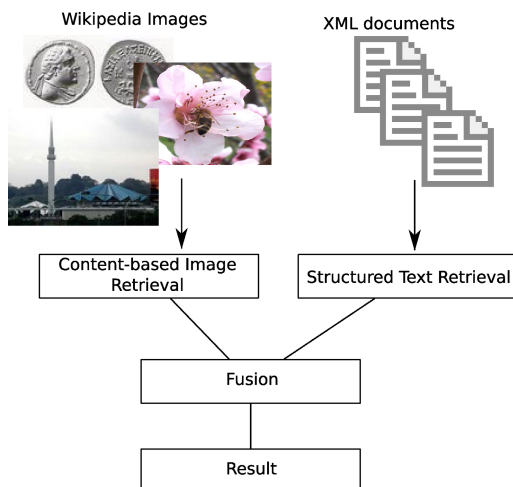 Wikipedia Images
XML documents
Content-based Image
Retrieval
Structured Text Retrieval
Fusion
Result